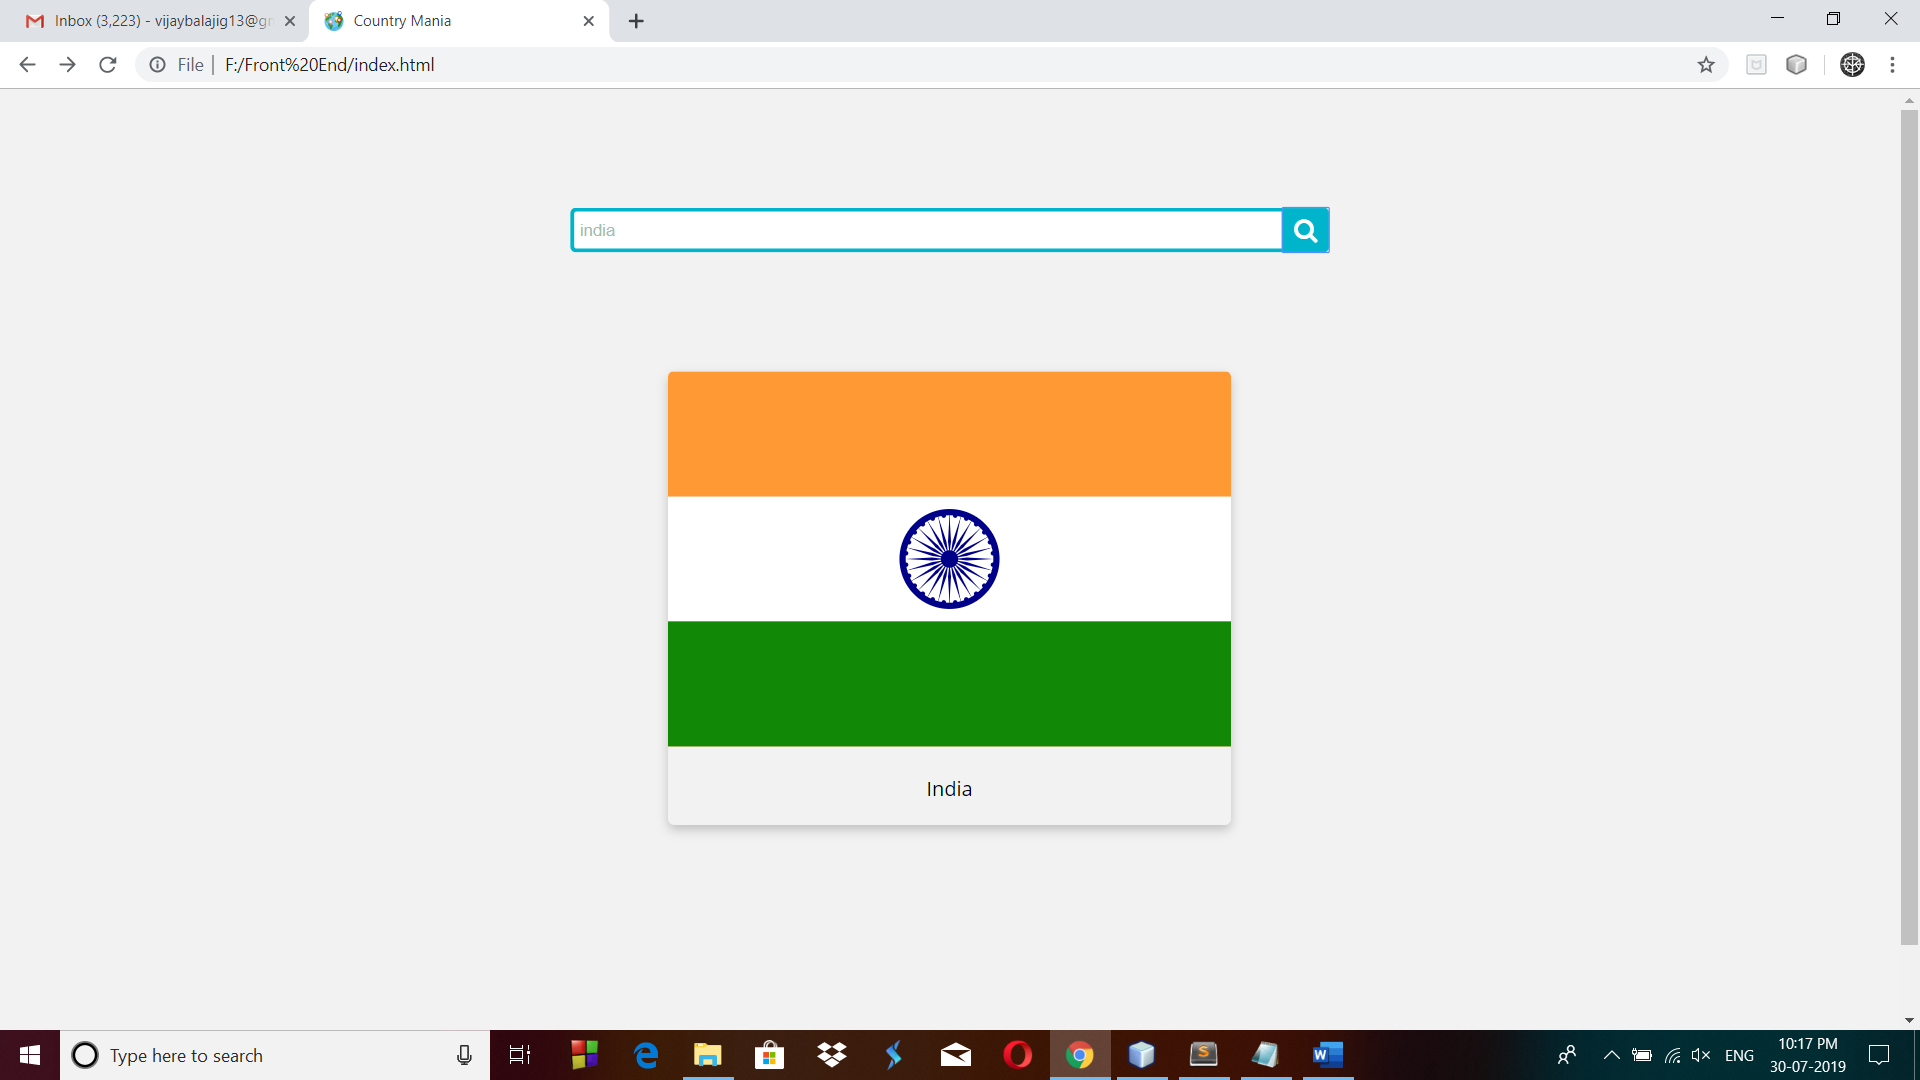 Inbox (3,223) - vijaybalajig13@gr
Country Mania
File | F:/Front%20End/index.html
india
India
Type here to search
S
W
ENG
10:17 PM
30-07-2019